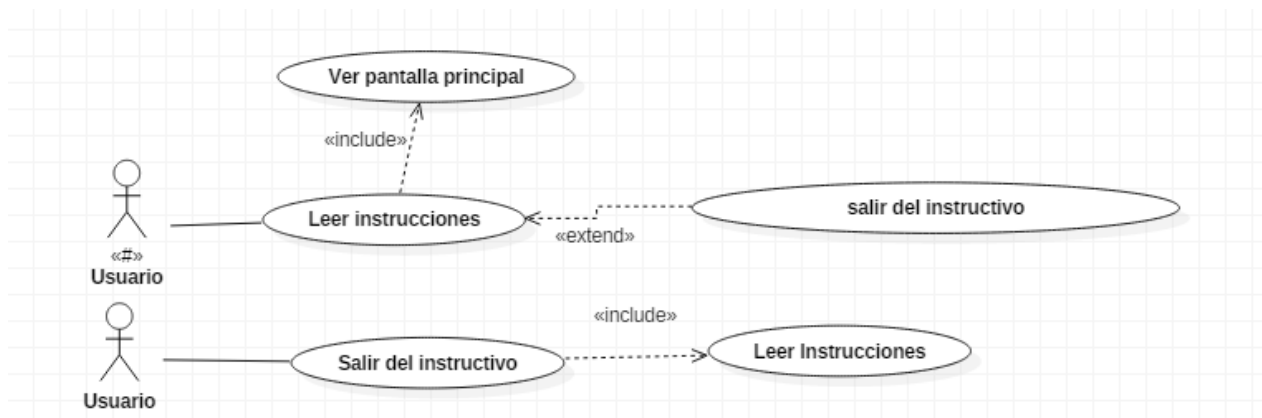 Ver pantalla principal
«include»
Leer instrucciones
salir del instructivo
«extend»
«#»
Usuario
«include»
Salir del instructivo
Leer Instrucciones
Usuario